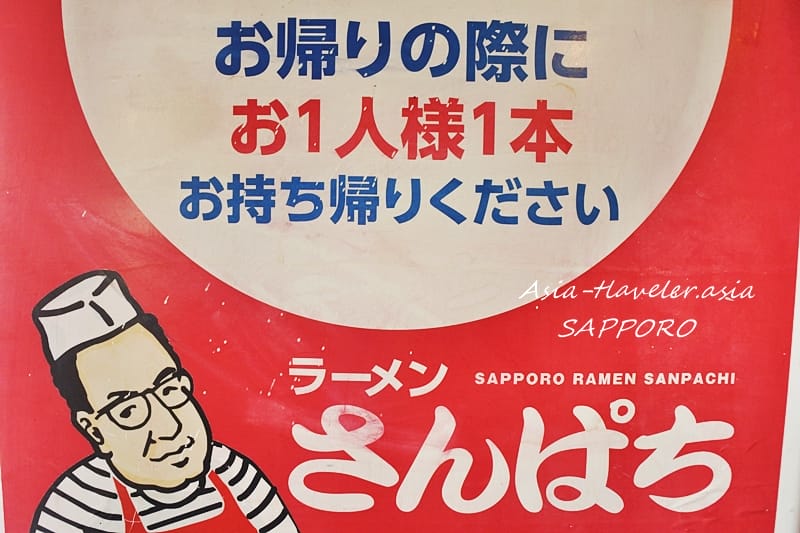 お帰りの際に
お1人様1本
お持ち帰りください
Asia-tlaveler.asia
SAPPORO
ラーメン
SAPPORO RAMEN SANPACHI
さんぱち